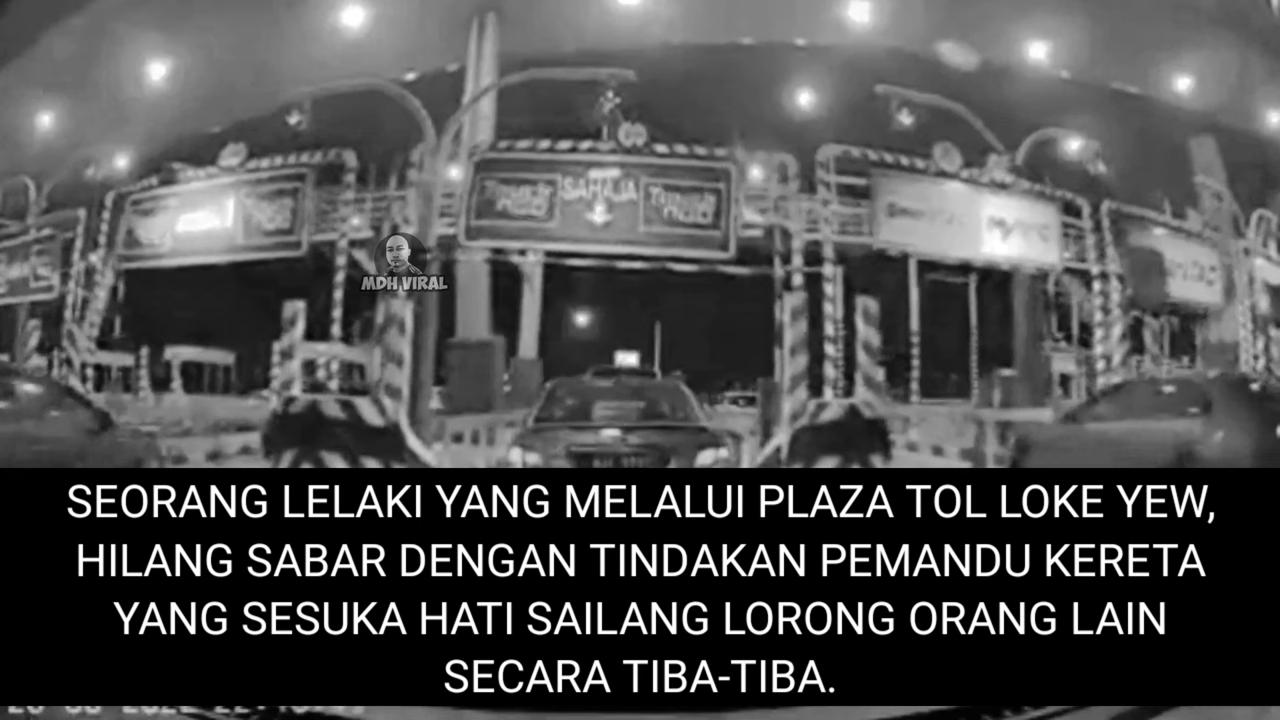 SAHAJA
MDH VIRAL
SEORANG LELAKI YANG MELALUI PLAZA TOL LOKE YEW,
HILANG SABAR DENGAN TINDAKAN PEMANDU KERETA
YANG SESUKA HATI SAILANG LORONG ORANG LAIN
SECARA TIBA-TIBA.